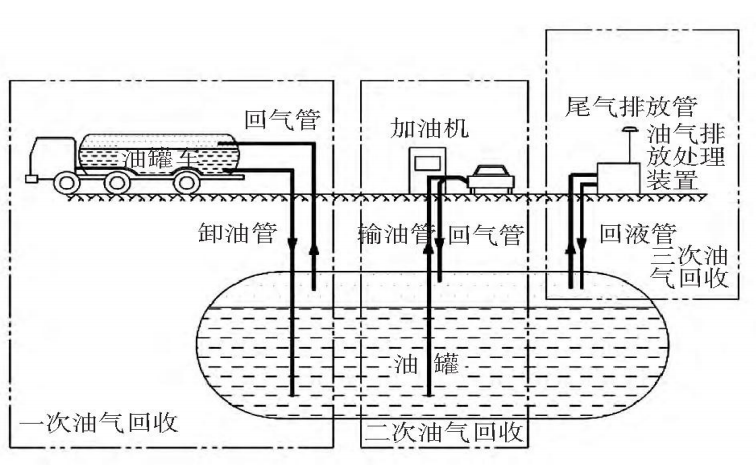 尾气排放管
回气管
加油机
油气排
放处理
装置
油罐车
卸油管
输油管
回气管
回液管
三次油
气回收
油罐
一次油气回收
二次油气回收